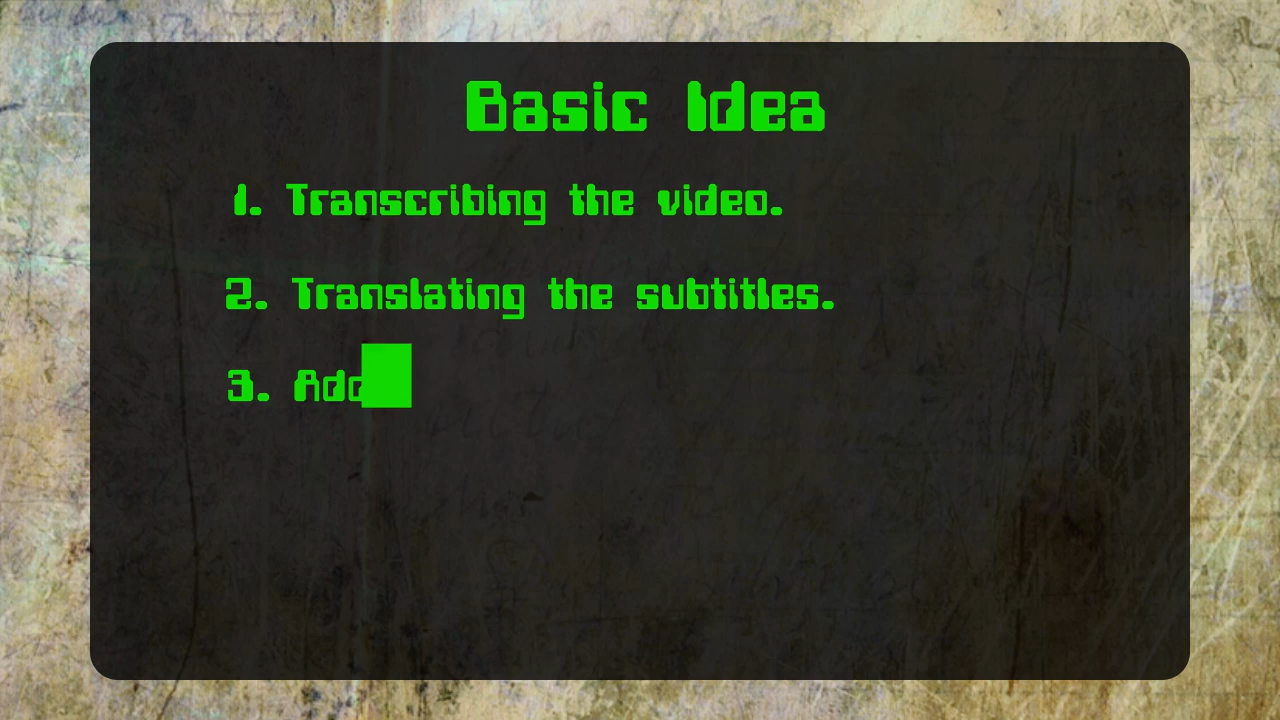 Basic Idea
1. Transcribing the video.
2. Translating the subtitles.
3. Add